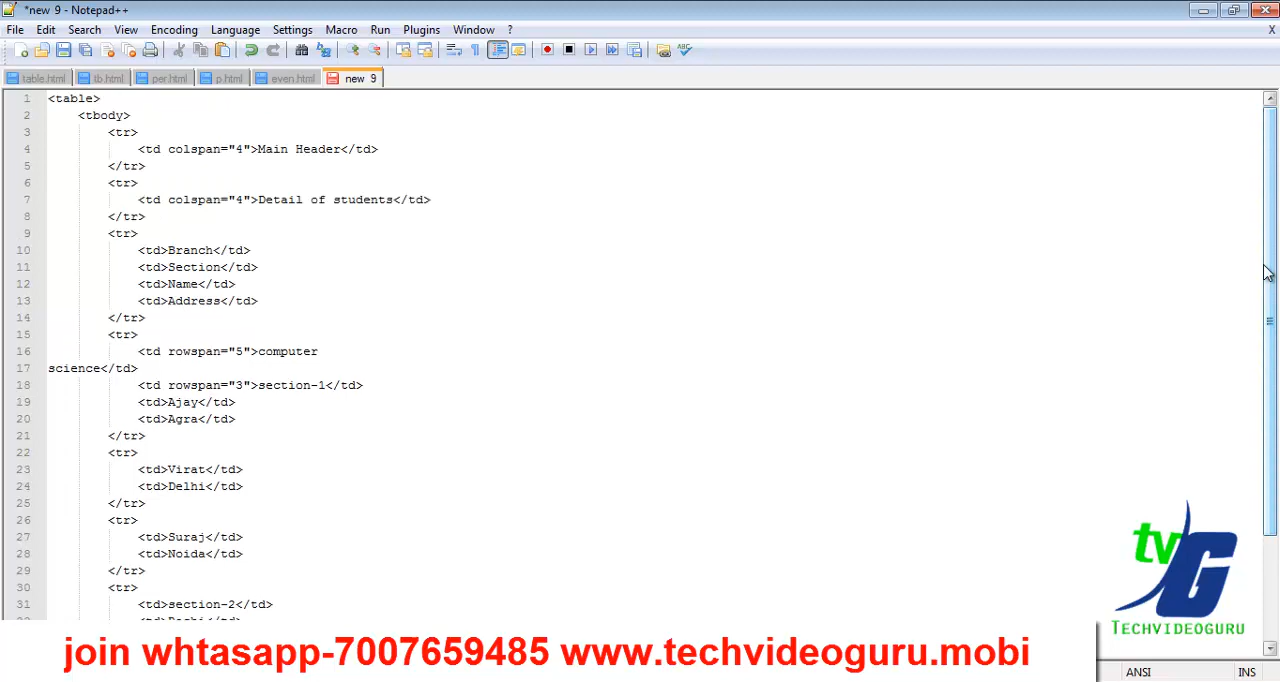 *new 9 - Notepad++
File Edit Search View Encoding Language Settings Macro Run Plugins Window ? X
table.html tb.html per.html p.html even.html new 9
1 <table>
2 <tbody>
3 <tr>
4 <td colspan="4">Main Header</td>
5 </tr>
6 <tr>
7 <td colspan="4">Detail of students</td>
8 </tr>
9 <tr>
10 <td>Branch</td>
11 <td>Section</td>
12 <td>Name</td>
13 <td>Address</td>
14 </tr>
15 <tr>
16 <td rowspan="5">computer
17 science</td>
18 <td rowspan="3">section-1</td>
19 <td>Ajay</td>
20 <td>Agra</td>
21 </tr>
22 <tr>
23 <td>Virat</td>
24 <td>Delhi</td>
25 </tr>
26 <tr>
27 <td>Suraj</td>
28 <td>Noida</td>
29 </tr>
30 <tr>
31 <td>section-2</td>
tvG
TECHVIDEOGURU
join whtasapp-7007659485 www.techvideoguru.mobi
ANSI INS